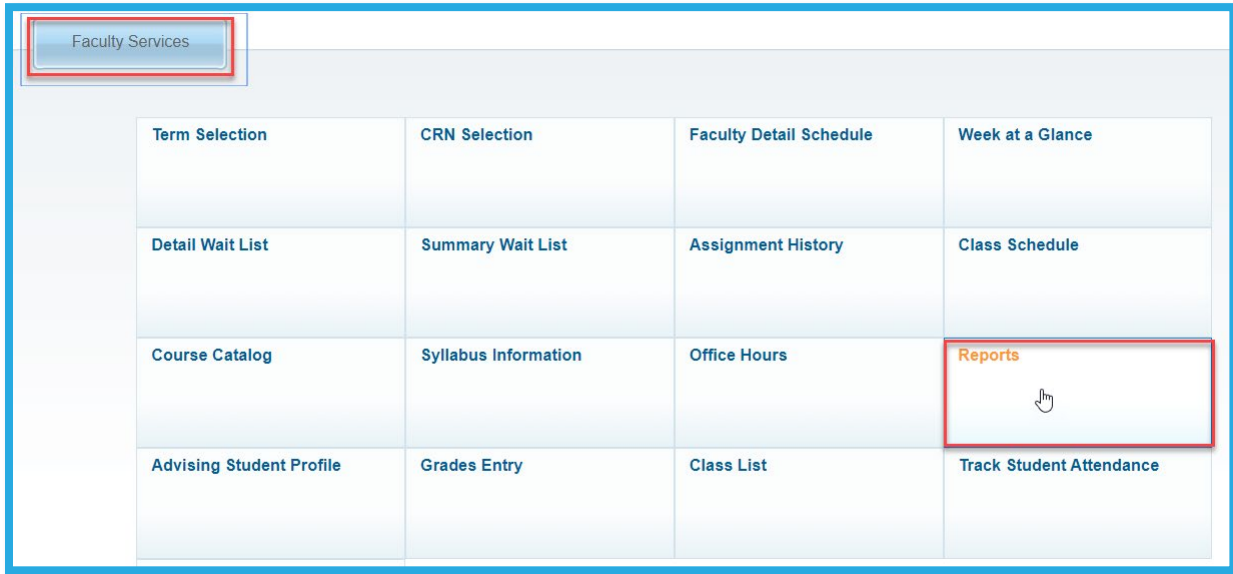 Faculty Services
Term Selection
CRN Selection
Faculty Detail Schedule
Week at a Glance
Detail Wait List
Summary Wait List
Assignment History
Class Schedule
Course Catalog
Syllabus Information
Office Hours
Reports
Advising Student Profile
Grades Entry
Class List
Track Student Attendance